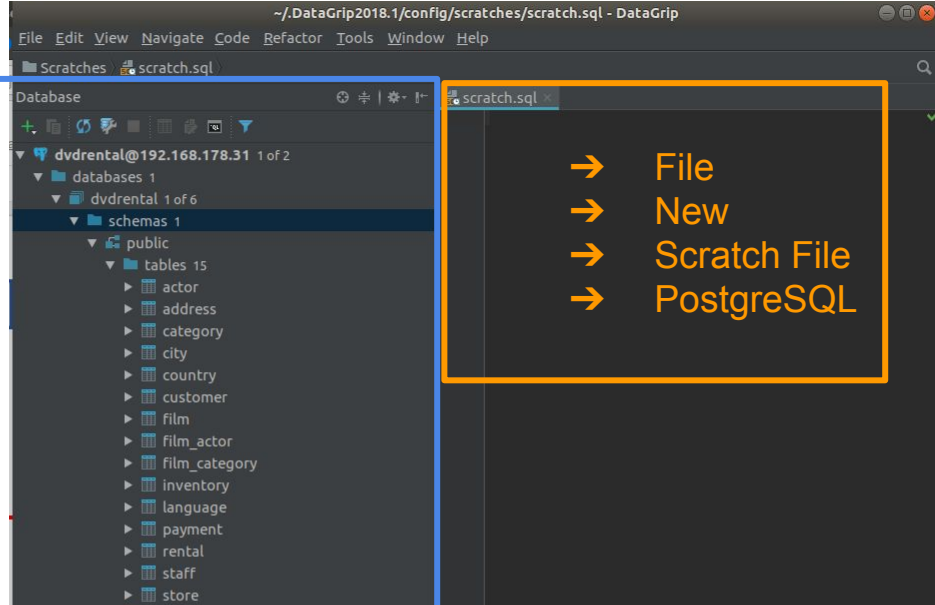 ~/.DataGrip2018.1/config/scratches/scratch.sql - DataGrip
File Edit View Navigate Code Refactor Tools Window Help
Scratches scratch.sql
Database
scratch.sql
dvdrental@192.168.178.31 1 of 2
databases 1
dvdrental 1 of 6
schemas 1
public
tables 15
actor
address
category
city
country
customer
film
film_actor
film_category
inventory
language
payment
rental
staff
store
➔ File
➔ New
➔ Scratch File
➔ PostgreSQL